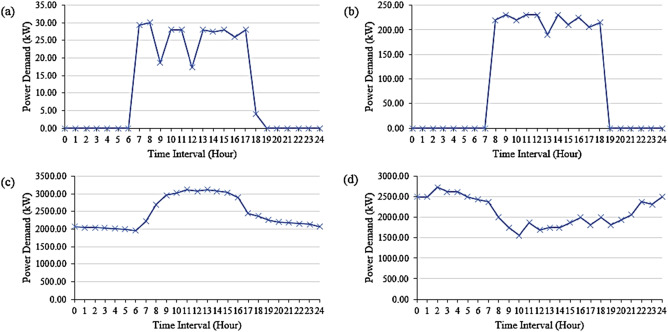 (a)
Power Demand (kW)
35.00
30.00
25.00
20.00
15.00
10.00
5.00
0.00
0 1 2 3 4 5 6 7 8 9 10 11 12 13 14 15 16 17 18 19 20 21 22 23 24
Time Interval (Hour)
(b)
Power Demand (kW)
250.00
200.00
150.00
100.00
50.00
0.00
0 1 2 3 4 5 6 7 8 9 10 11 12 13 14 15 16 17 18 19 20 21 22 23 24
Time Interval (Hour)
(c)
Power Demand (kW)
3500.00
3000.00
2500.00
2000.00
1500.00
1000.00
500.00
0.00
0 1 2 3 4 5 6 7 8 9 10 11 12 13 14 15 16 17 18 19 20 21 22 23 24
Time Interval (Hour)
(d)
Power Demand (kW)
3000.00
2500.00
2000.00
1500.00
1000.00
500.00
0.00
0 1 2 3 4 5 6 7 8 9 10 11 12 13 14 15 16 17 18 19 20 21 22 23 24
Time Interval (Hour)